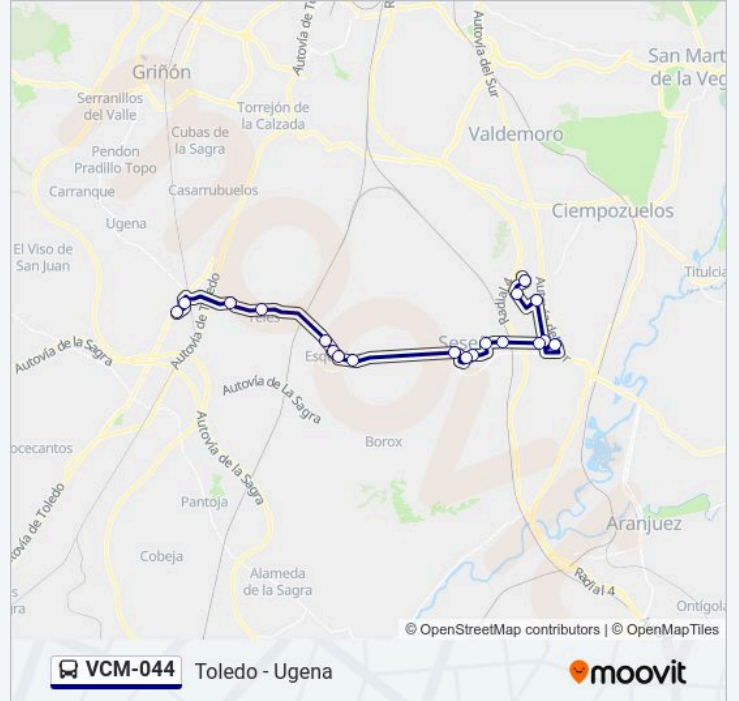 Autovía de To
Autovía del Sur
San Mart
de la Veg
Griñón
Serranillos
del Valle
Torrejón de
la Calzada
Cubas de
la Sagra
Valdemoro
Pendon
Pradillo Topo
Carranque
Casarrubuelos
Ugena
Ciempozuelos
El Viso de
San Juan
Titulcia
Autovía de la Sagra
Autovía de La Sagra
Borox
ocecantos
Autovía de la Sagra
Pantoja
Aranjuez
Cobeja
Alameda
de la Sagra
Radial 4
Ontígola
© OpenStreetMap contributors | © OpenMapTiles
VCM-044 Toledo - Ugena
moovit